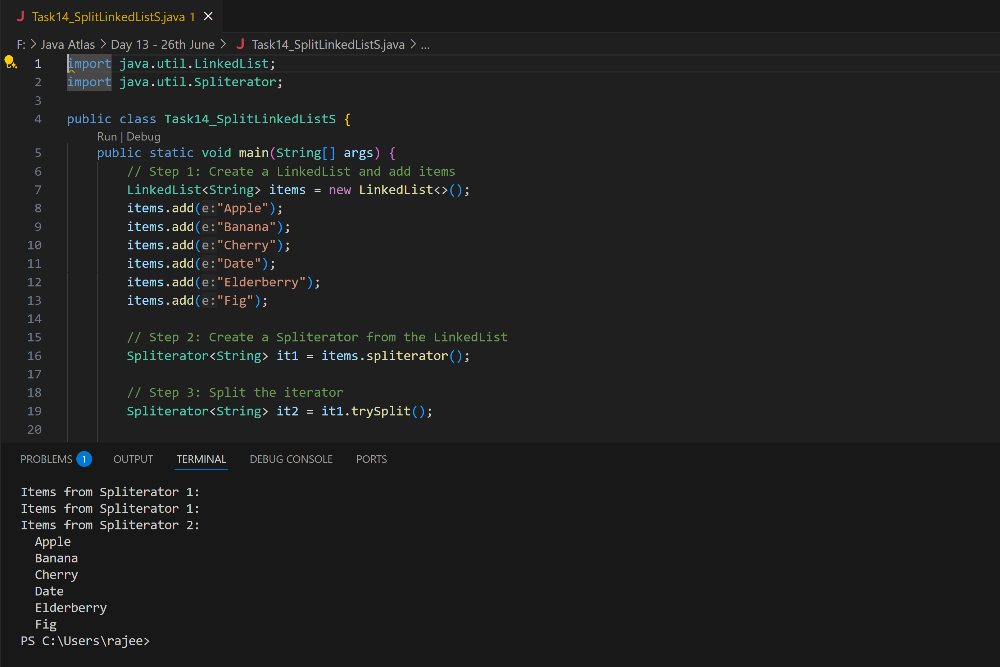 Task14_SplitLinkedListS.java 1
F: > Java Atlas > Day 13 - 26th June > Task14_SplitLinkedListS.java > ...
1 import java.util.LinkedList;
2 import java.util.Spliterator;
3
4 public class Task14_SplitLinkedListS {
Run | Debug
5 public static void main(String[] args) {
6 // Step 1: Create a LinkedList and add items
7 LinkedList<String> items = new LinkedList<>();
8 items.add(e:"Apple");
9 items.add(e:"Banana");
10 items.add(e:"Cherry");
11 items.add(e:"Date");
12 items.add(e:"Elderberry");
13 items.add(e:"Fig");
14
15 // Step 2: Create a Spliterator from the LinkedList
16 Spliterator<String> it1 = items.spliterator();
17
18 // Step 3: Split the iterator
19 Spliterator<String> it2 = it1.trySplit();
20
PROBLEMS 1 OUTPUT TERMINAL DEBUG CONSOLE PORTS
Items from Spliterator 1:
Items from Spliterator 1:
Items from Spliterator 2:
Apple
Banana
Cherry
Date
Elderberry
Fig
PS C:\Users\rajee>